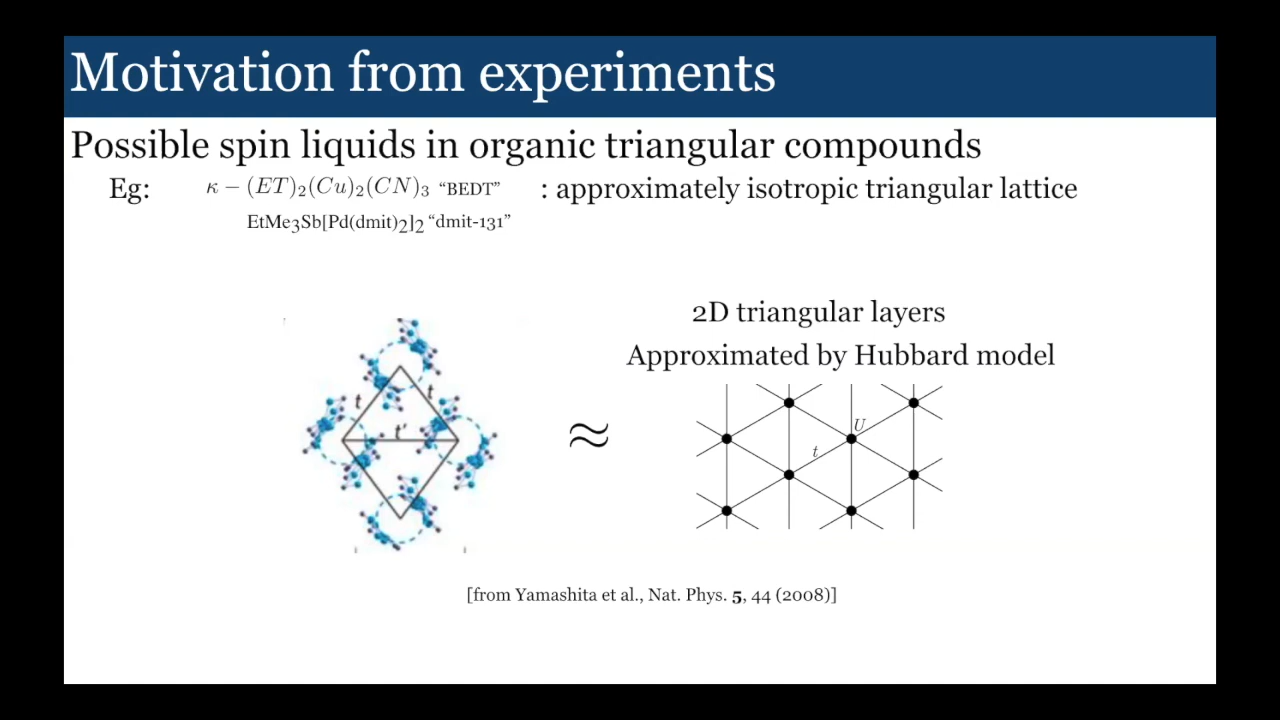 Motivation from experiments
Possible spin liquids in organic triangular compounds
Eg: κ − (ET)₂(Cu)₂(CN)₃ “BEDT” : approximately isotropic triangular lattice
EtMe₃Sb[Pd(dmit)₂]₂ “dmit-131”
2D triangular layers
Approximated by Hubbard model
t
t
t'
≈
U
t
[from Yamashita et al., Nat. Phys. 5, 44 (2008)]